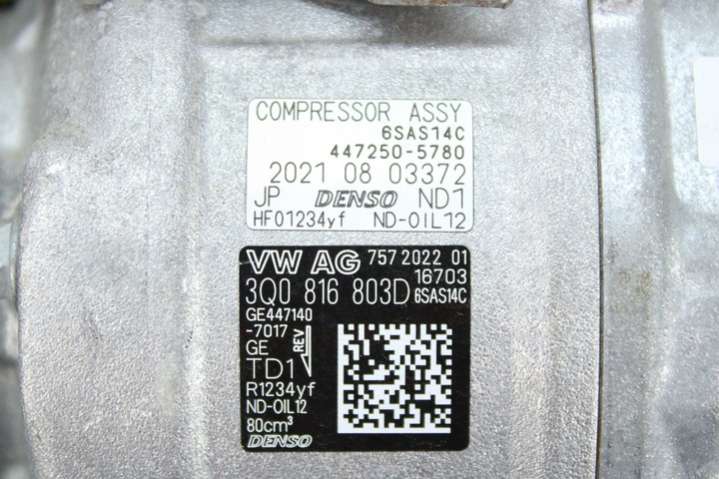 COMPRESSOR ASSY
6SAS14C
447250-5780
2021 08 03372
JP DENSO ND1
HF01234yf ND-OIL12
VW AG 757 2022 01
16703
3Q0 816 803D 6SAS14C
GE447140
-7017
GE REV
TD1
R1234yf
ND-OIL12
80cm³
DENSO